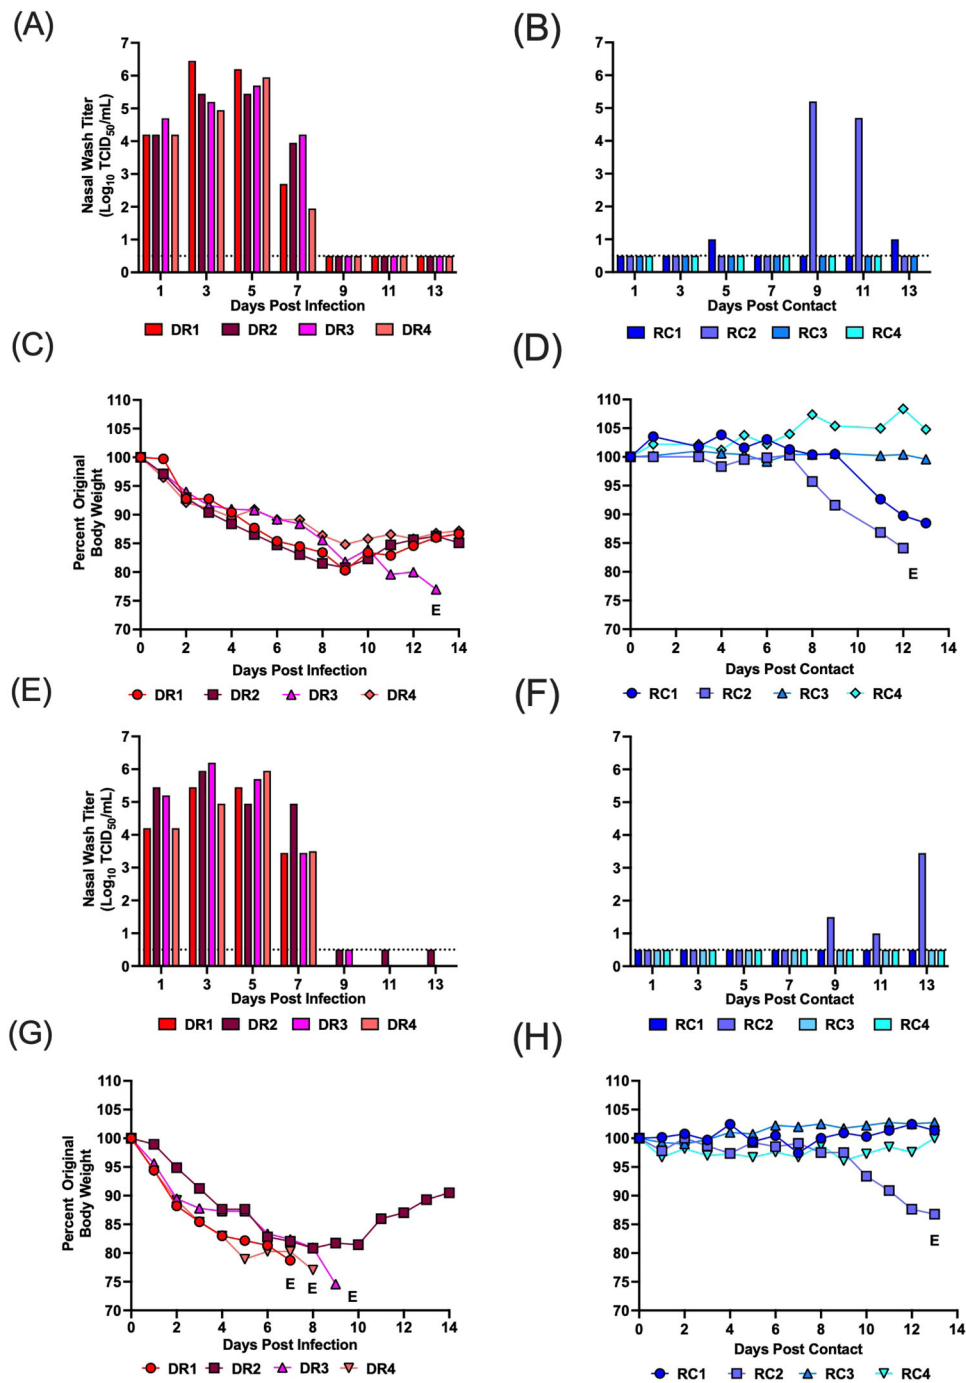 (A)
7
6
5
4
3
2
1
0
Nasal Wash Titer
(Log10 TCID50/mL)
1 3 5 7 9 11 13
Days Post Infection
DR1 DR2 DR3 DR4
(B)
7
6
5
4
3
2
1
0
1 3 5 7 9 11 13
Days Post Contact
RC1 RC2 RC3 RC4
(C)
110
105
100
95
90
85
80
75
70
Percent Original
Body Weight
E
0 2 4 6 8 10 12 14
Days Post Infection
DR1 DR2 DR3 DR4
(D)
110
105
100
95
90
85
80
75
70
E
0 2 4 6 8 10 12 14
Days Post Contact
RC1 RC2 RC3 RC4
(E)
7
6
5
4
3
2
1
0
Nasal Wash Titer
(Log10 TCID50/mL)
1 3 5 7 9 11 13
Days Post Infection
DR1 DR2 DR3 DR4
(F)
7
6
5
4
3
2
1
0
1 3 5 7 9 11 13
Days Post Contact
RC1 RC2 RC3 RC4
(G)
110
105
100
95
90
85
80
75
70
Percent Original
Body Weight
E E E
0 2 4 6 8 10 12 14
Days Post Infection
DR1 DR2 DR3 DR4
(H)
110
105
100
95
90
85
80
75
70
E
0 2 4 6 8 10 12 14
Days Post Contact
RC1 RC2 RC3 RC4